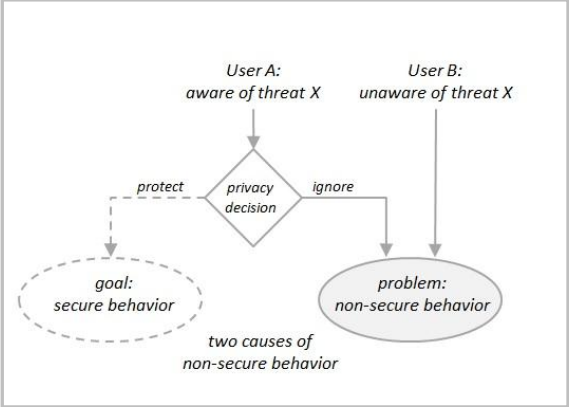 User A:
aware of threat X
User B:
unaware of threat X
protect
privacy
decision
ignore
goal:
secure behavior
problem:
non-secure behavior
two causes of
non-secure behavior